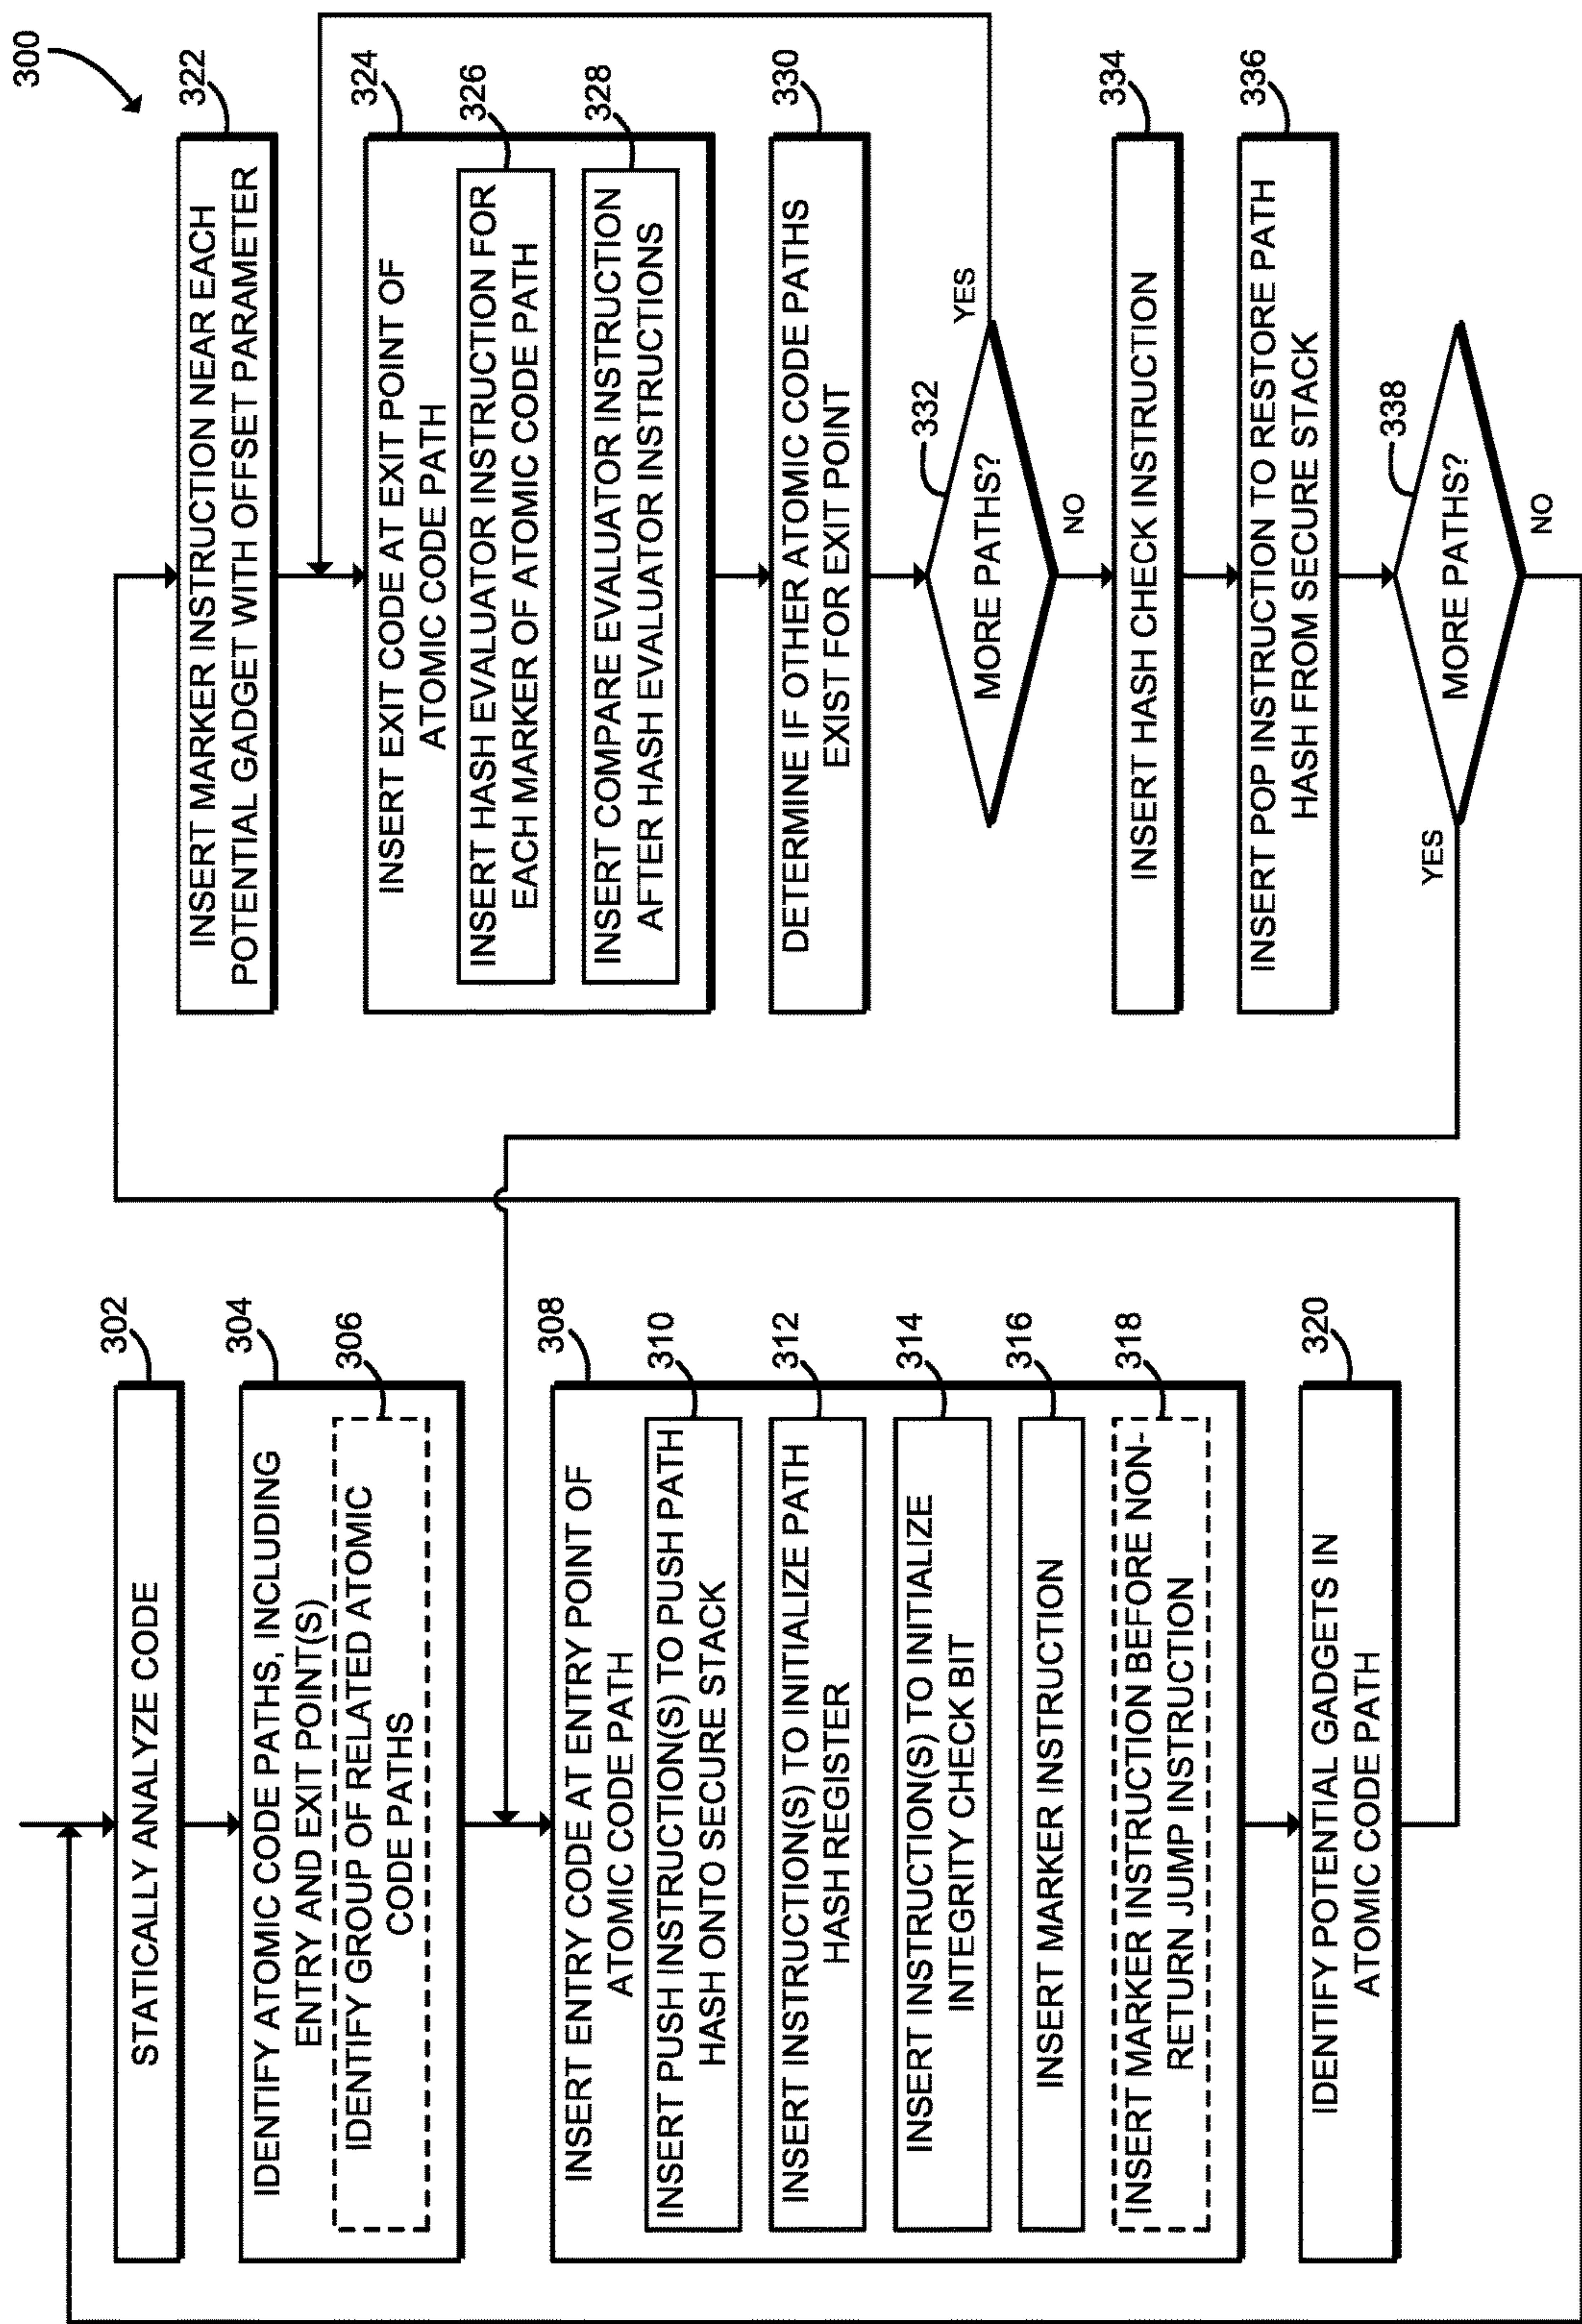 300
302
STATICALLY ANALYZE CODE
304
IDENTIFY ATOMIC CODE PATHS, INCLUDING
ENTRY AND EXIT POINT(S)
306
IDENTIFY GROUP OF RELATED ATOMIC
CODE PATHS
308
INSERT ENTRY CODE AT ENTRY POINT OF
ATOMIC CODE PATH
310
INSERT PUSH INSTRUCTION(S) TO PUSH PATH
HASH ONTO SECURE STACK
312
INSERT INSTRUCTION(S) TO INITIALIZE PATH
HASH REGISTER
314
INSERT INSTRUCTION(S) TO INITIALIZE
INTEGRITY CHECK BIT
316
INSERT MARKER INSTRUCTION
318
INSERT MARKER INSTRUCTION BEFORE NON-
RETURN JUMP INSTRUCTION
320
IDENTIFY POTENTIAL GADGETS IN
ATOMIC CODE PATH
322
INSERT MARKER INSTRUCTION NEAR EACH
POTENTIAL GADGET WITH OFFSET PARAMETER
324
INSERT EXIT CODE AT EXIT POINT OF
ATOMIC CODE PATH
326
INSERT HASH EVALUATOR INSTRUCTION FOR
EACH MARKER OF ATOMIC CODE PATH
328
INSERT COMPARE EVALUATOR INSTRUCTION
AFTER HASH EVALUATOR INSTRUCTIONS
330
DETERMINE IF OTHER ATOMIC CODE PATHS
EXIST FOR EXIT POINT
332
MORE PATHS?
YES
NO
334
INSERT HASH CHECK INSTRUCTION
336
INSERT POP INSTRUCTION TO RESTORE PATH
HASH FROM SECURE STACK
338
MORE PATHS?
YES
NO